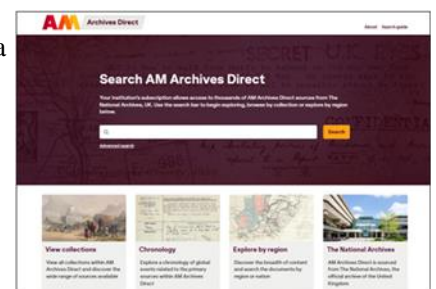 a
AM Archives Direct
About Search guide
SECRET U.K.
Search AM Archives Direct
Your institution's subscription allows access to thousands of AM Archives Direct sources from The
National Archives, UK. Use the search bar to begin exploring, browse by collection or explore by region
below.
Search
Advanced search
View collections
View all collections within AM
Archives Direct and discover the
wide range of sources available
Chronology
Explore a chronology of global
events related to the primary
sources within AM Archives
Direct
Explore by region
Discover the breadth of content
and search the documents by
region or nation
The National Archives
AM Archives Direct is sourced
from The National Archives, the
official archive of the United
Kingdom